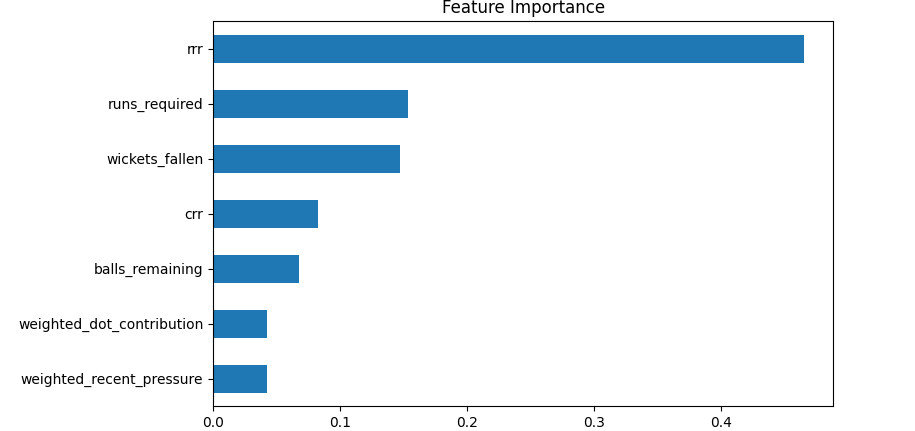 Feature Importance
rrr
runs_required
wickets_fallen
crr
balls_remaining
weighted_dot_contribution
weighted_recent_pressure
0.0 0.1 0.2 0.3 0.4